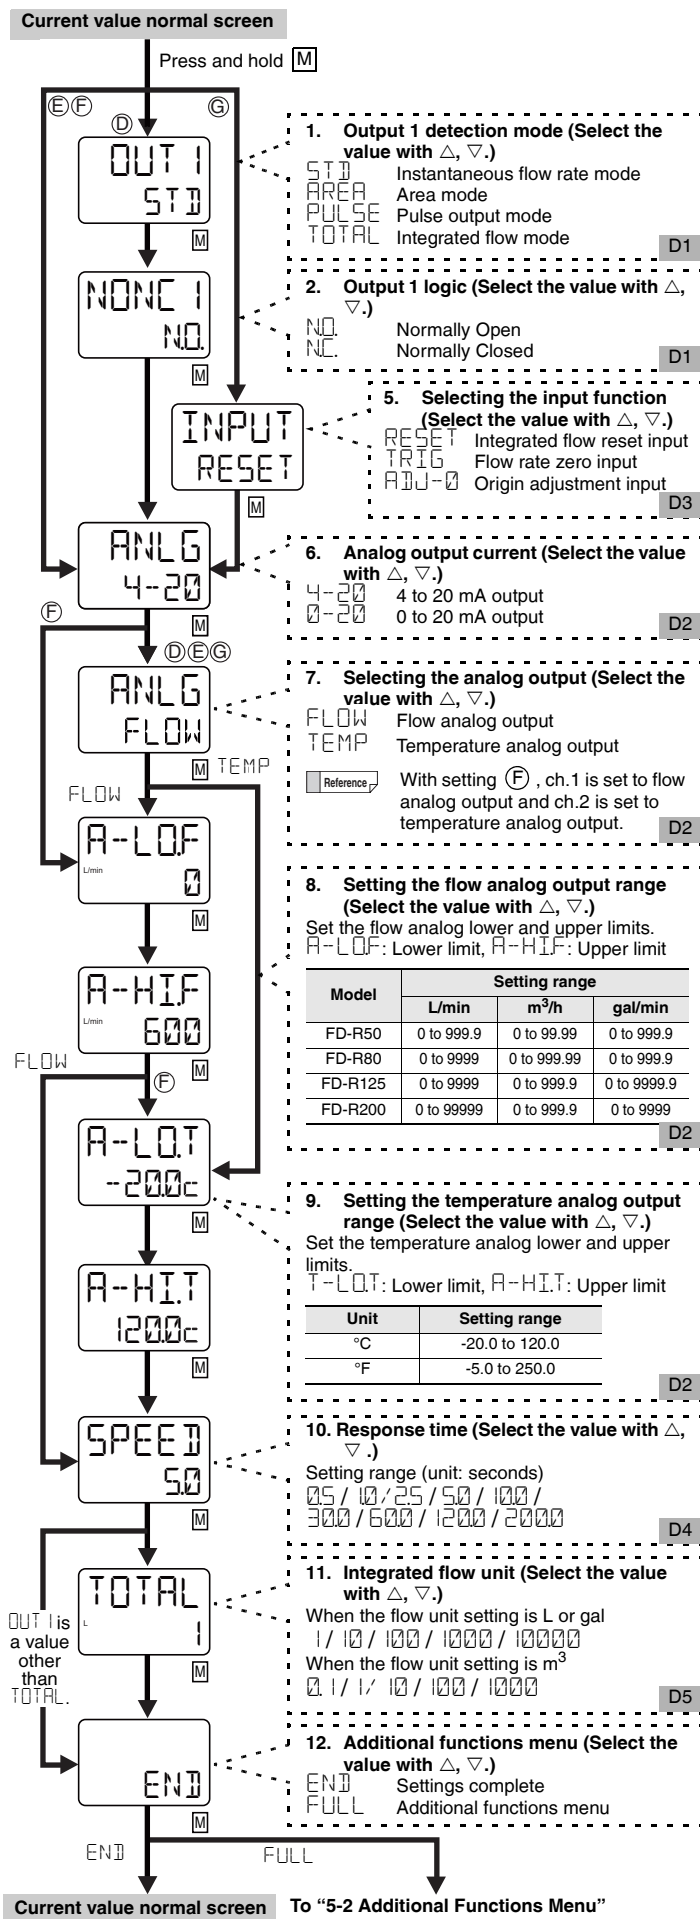 Current value normal screen
Press and hold M
Ⓔ Ⓕ
Ⓖ
Ⓓ
OUT 1
STD
M
1. Output 1 detection mode (Select the
value with △, ▽.)
STD Instantaneous flow rate mode
AREA Area mode
PULSE Pulse output mode
TOTAL Integrated flow mode
D1
NONC 1
N.O.
M
2. Output 1 logic (Select the value with △,
▽.)
N.O. Normally Open
N.C. Normally Closed
D1
INPUT
RESET
M
5. Selecting the input function
(Select the value with △, ▽.)
RESET Integrated flow reset input
TRIG Flow rate zero input
ADJ-0 Origin adjustment input
D3
ANLG
4-20
M
6. Analog output current (Select the value
with △, ▽.)
4-20 4 to 20 mA output
0-20 0 to 20 mA output
D2
Ⓕ
Ⓓ Ⓔ Ⓖ
ANLG
FLOW
M TEMP
FLOW
7. Selecting the analog output (Select the
value with △, ▽.)
FLOW Flow analog output
TEMP Temperature analog output
Reference With setting Ⓕ , ch.1 is set to flow
analog output and ch.2 is set to
temperature analog output.
D2
A-LO.F
L/min
0
M
A-HI.F
L/min
600
M
8. Setting the flow analog output range
(Select the value with △, ▽.)
Set the flow analog lower and upper limits.
A-LO.F: Lower limit, A-HI.F: Upper limit
Model Setting range
L/min m³/h gal/min
FD-R50 0 to 999.9 0 to 99.99 0 to 999.9
FD-R80 0 to 9999 0 to 999.99 0 to 999.9
FD-R125 0 to 9999 0 to 999.9 0 to 9999.9
FD-R200 0 to 99999 0 to 999.9 0 to 9999
D2
FLOW
Ⓕ
A-LO.T
-20.0c
M
A-HI.T
120.0c
M
9. Setting the temperature analog output
range (Select the value with △, ▽.)
Set the temperature analog lower and upper
limits.
T-LO.T: Lower limit, A-HI.T: Upper limit
Unit Setting range
°C -20.0 to 120.0
°F -5.0 to 250.0
D2
SPEED
5.0
M
10. Response time (Select the value with △,
▽ .)
Setting range (unit: seconds)
0.5 / 1.0 / 2.5 / 5.0 / 10.0 /
30.0 / 60.0 / 120.0 / 200.0
D4
TOTAL
L
1
M
OUT 1 is
a value
other
than
TOTAL.
11. Integrated flow unit (Select the value
with △, ▽.)
When the flow unit setting is L or gal
1 / 10 / 100 / 1000 / 10000
When the flow unit setting is m³
0.1 / 1 / 10 / 100 / 1000
D5
END
M
12. Additional functions menu (Select the
value with △, ▽.)
END Settings complete
FULL Additional functions menu
END
FULL
Current value normal screen
To “5-2 Additional Functions Menu”